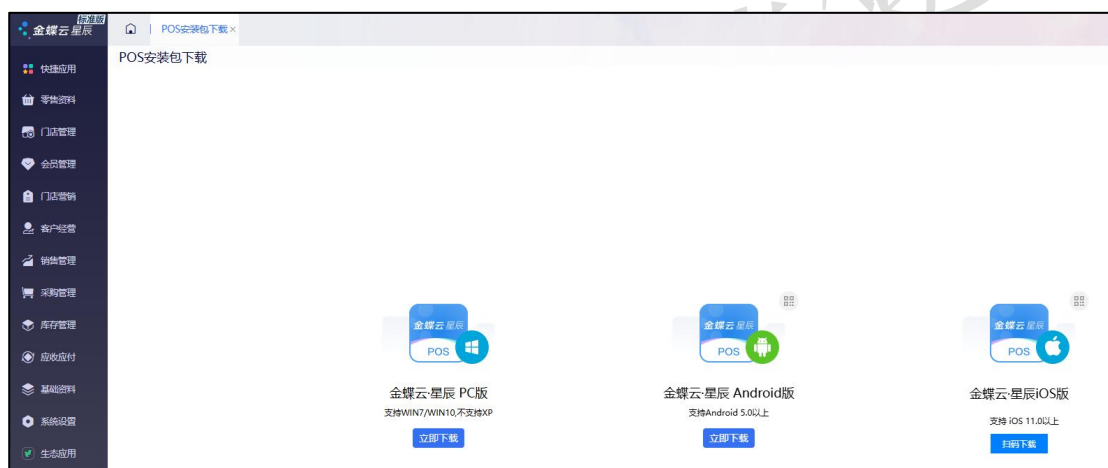 标准版
金蝶云星辰
POS安装包下载×
POS安装包下载
快捷应用
零售资料
门店管理
会员管理
门店营销
客户经营
销售管理
采购管理
库存管理
应收应付
基础资料
系统设置
生态应用
金蝶云星辰
POS
金蝶云·星辰 PC版
支持WIN7/WIN10,不支持XP
立即下载
金蝶云星辰
POS
金蝶云·星辰 Android版
支持Android 5.0以上
立即下载
金蝶云星辰
POS
金蝶云·星辰iOS版
支持 iOS 11.0以上
扫码下载